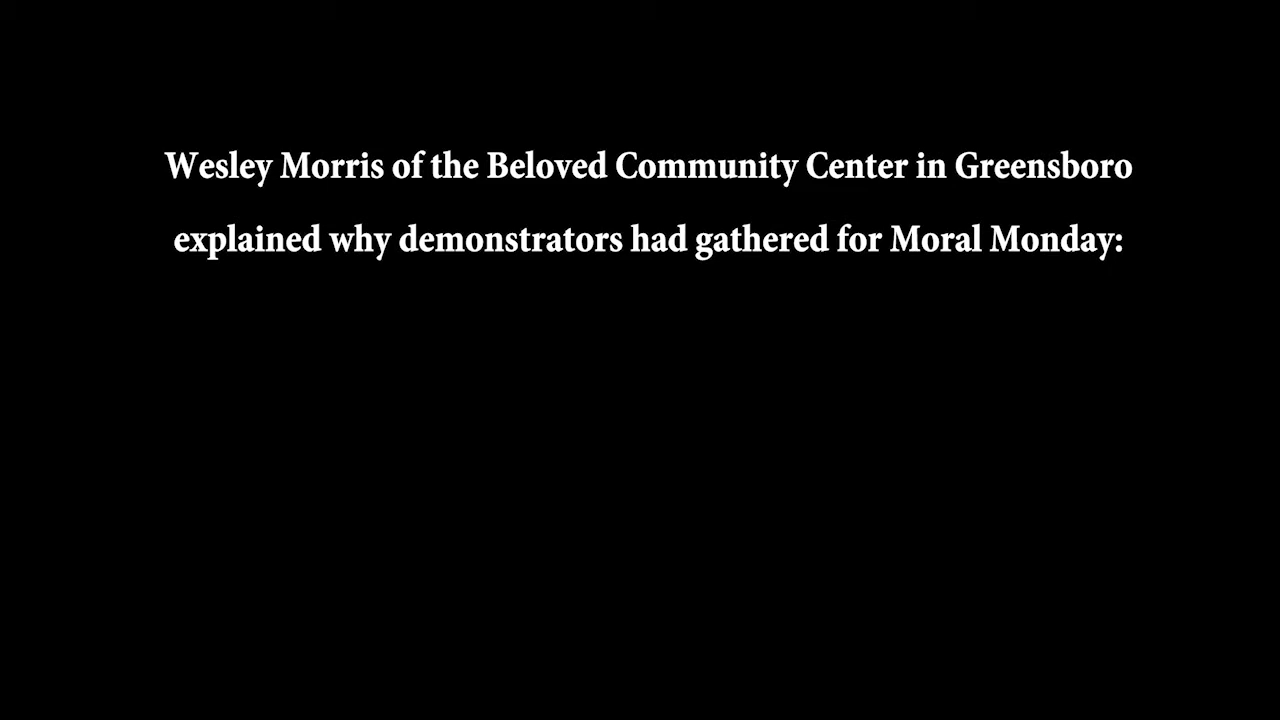 Wesley Morris of the Beloved Community Center in Greensboro
explained why demonstrators had gathered for Moral Monday: